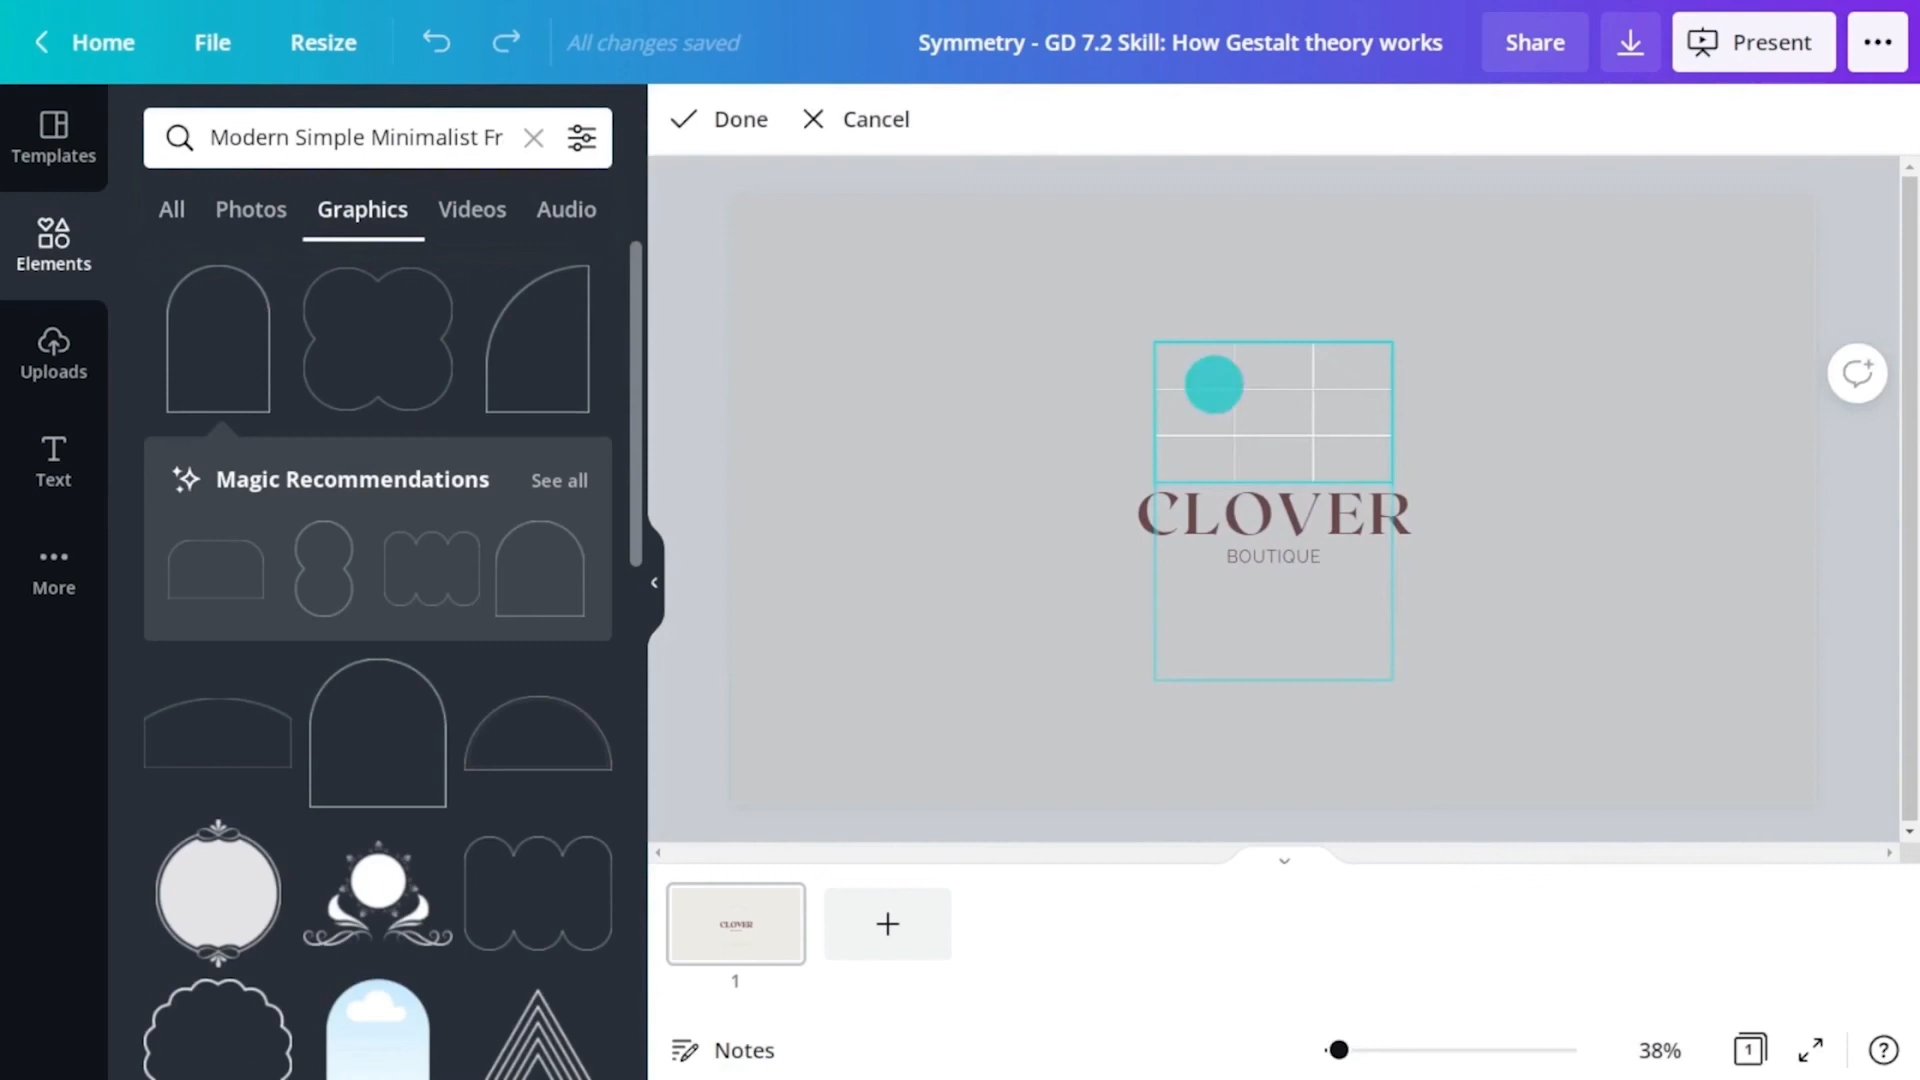 Home
File
Resize
All changes saved
Symmetry - GD 7.2 Skill: How Gestalt theory works
Share
Present
Templates
Elements
Uploads
Text
More
Modern Simple Minimalist Fr
All
Photos
Graphics
Videos
Audio
Magic Recommendations
See all
Done
Cancel
CLOVER
BOUTIQUE
CLOVER
1
Notes
38%
1
?